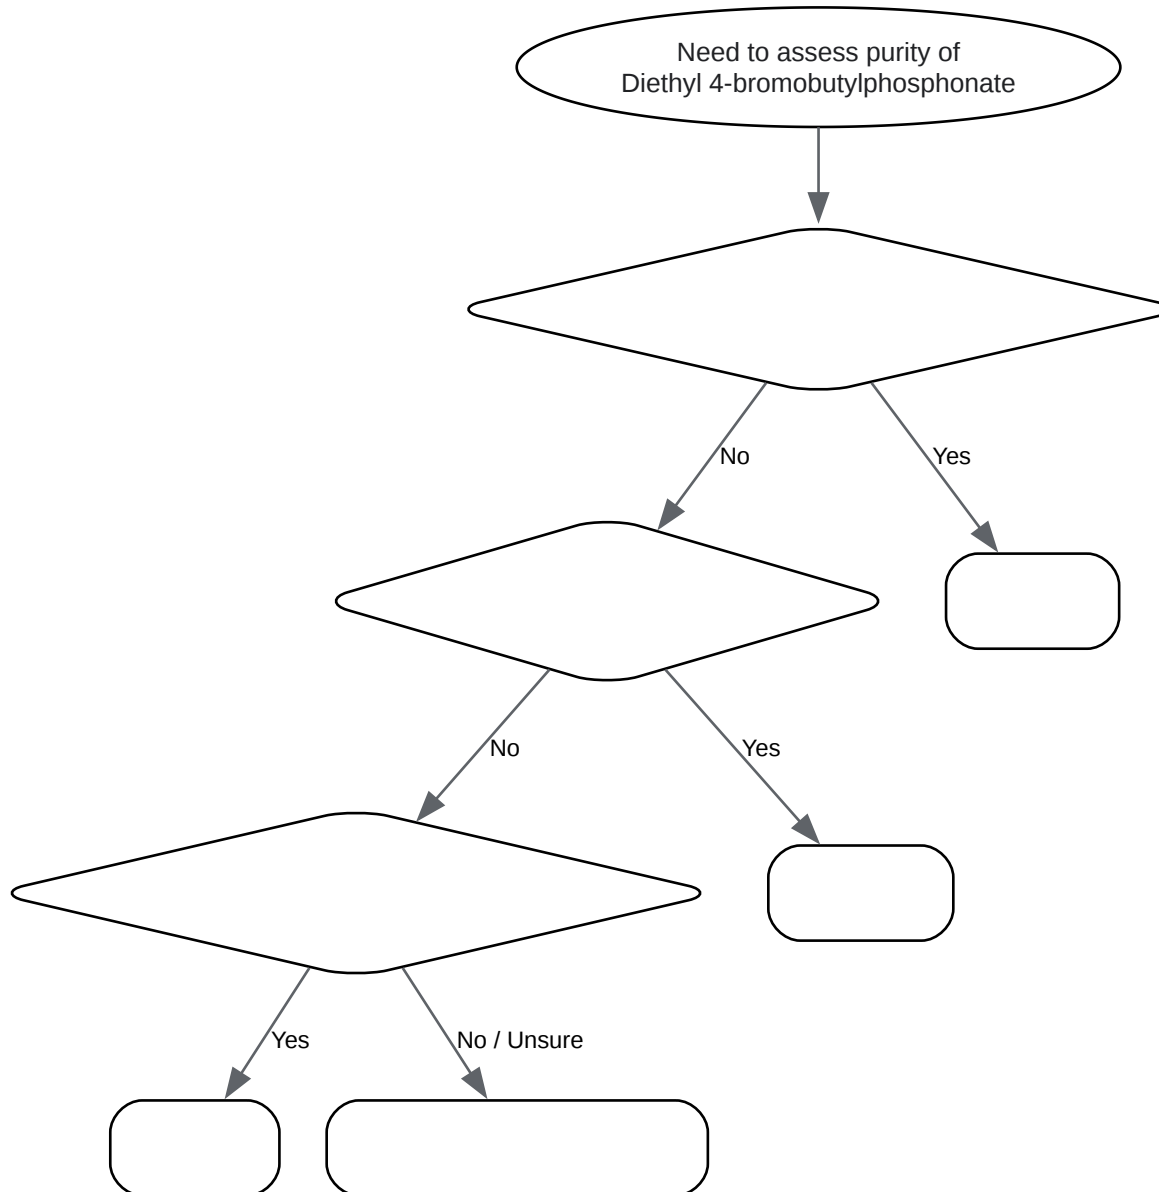 Need to assess purity of
Diethyl 4-bromobutylphosphonate
No
Yes
No
Yes
Yes
No / Unsure